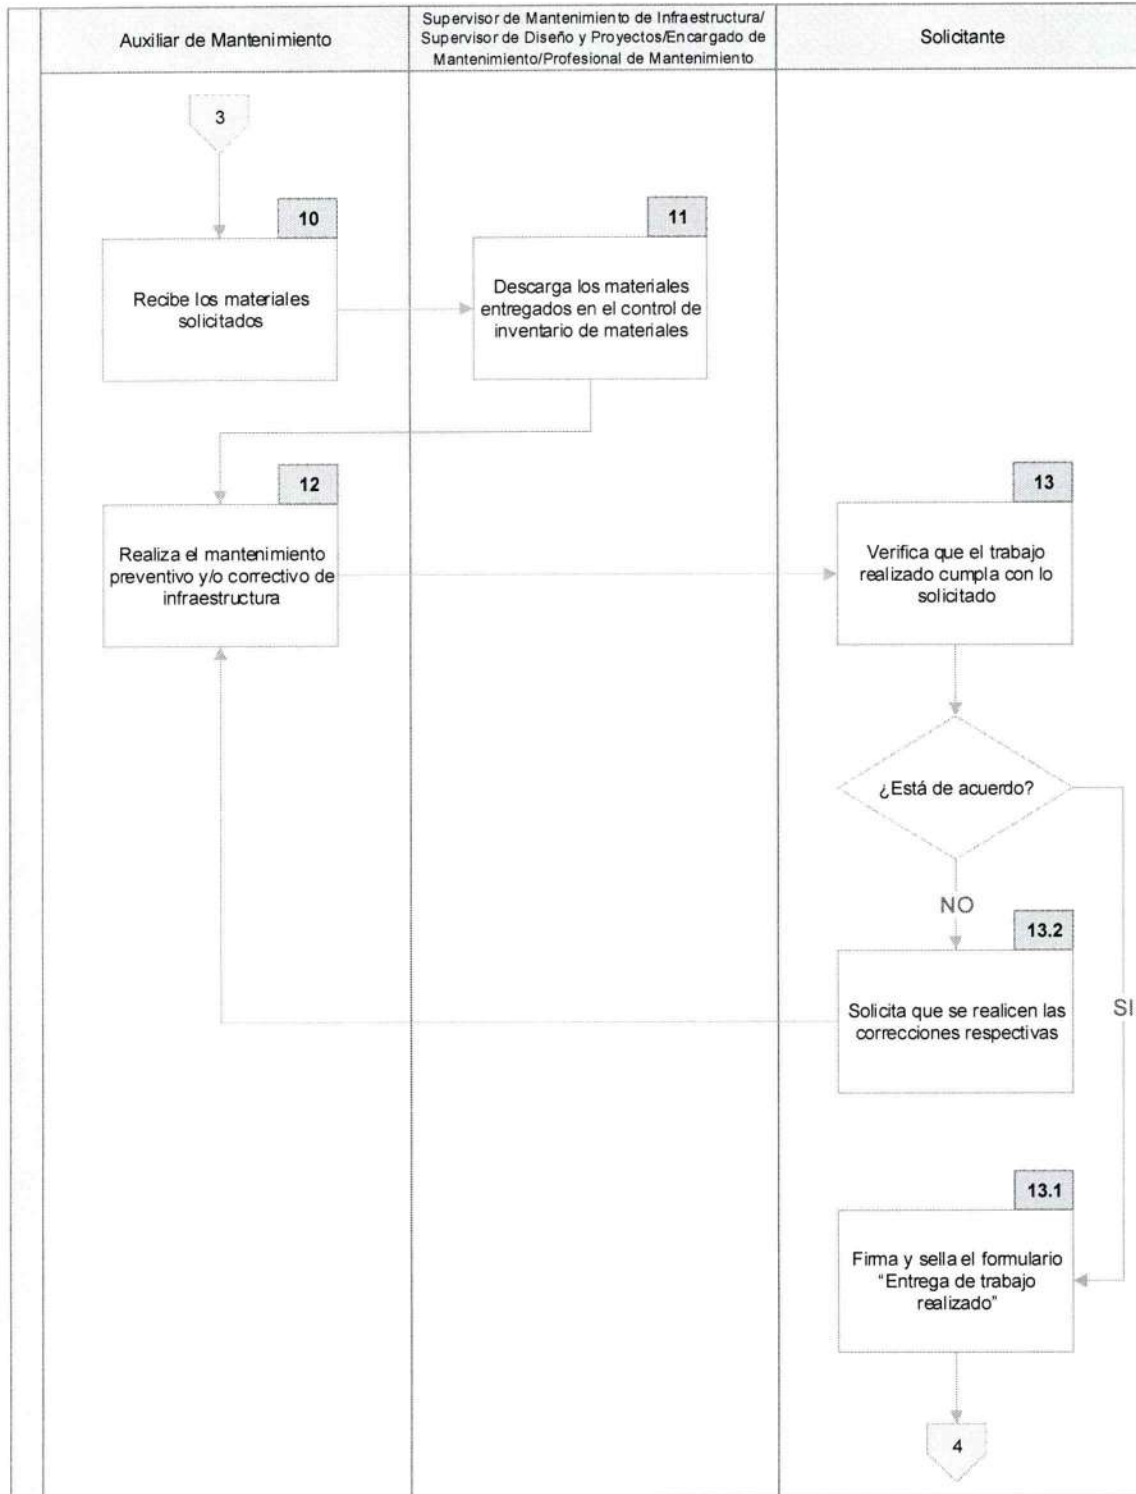 Auxiliar de Mantenimiento
Supervisor de Mantenimiento de Infraestructura/
Supervisor de Diseño y Proyectos/Encargado de
Mantenimiento/Profesional de Mantenimiento
Solicitante
3
10
Recibe los materiales
solicitados
11
Descarga los materiales
entregados en el control de
inventario de materiales
12
Realiza el mantenimiento
preventivo y/o correctivo de
infraestructura
13
Verifica que el trabajo
realizado cumpla con lo
solicitado
¿Está de acuerdo?
NO
SI
13.2
Solicita que se realicen las
correcciones respectivas
13.1
Firma y sella el formulario
"Entrega de trabajo
realizado"
4